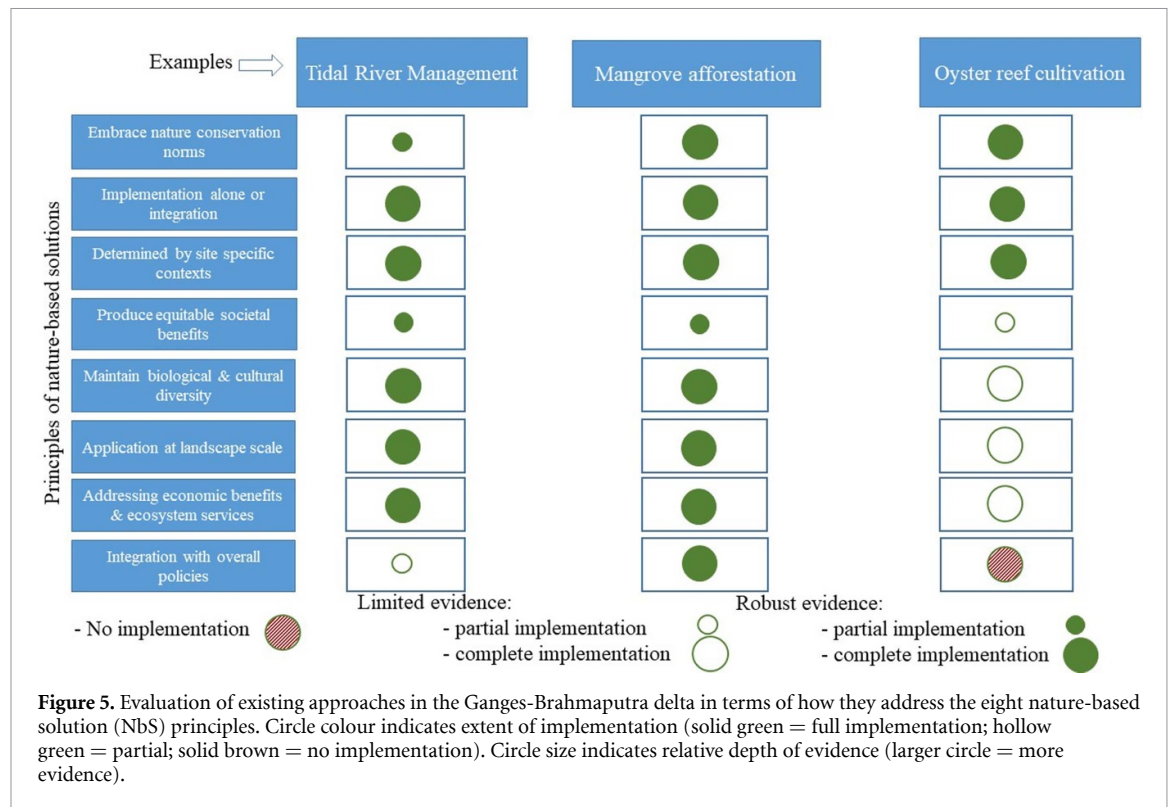 Examples
Tidal River Management
Mangrove afforestation
Oyster reef cultivation
Principles of nature-based solutions
Embrace nature conservation
norms
Implementation alone or
integration
Determined by site specific
contexts
Produce equitable societal
benefits
Maintain biological & cultural
diversity
Application at landscape scale
Addressing economic benefits
& ecosystem services
Integration with overall
policies
- No implementation
Limited evidence:
- partial implementation
- complete implementation
Robust evidence:
- partial implementation
- complete implementation
Figure 5. Evaluation of existing approaches in the Ganges-Brahmaputra delta in terms of how they address the eight nature-based
solution (NbS) principles. Circle colour indicates extent of implementation (solid green = full implementation; hollow
green = partial; solid brown = no implementation). Circle size indicates relative depth of evidence (larger circle = more
evidence).